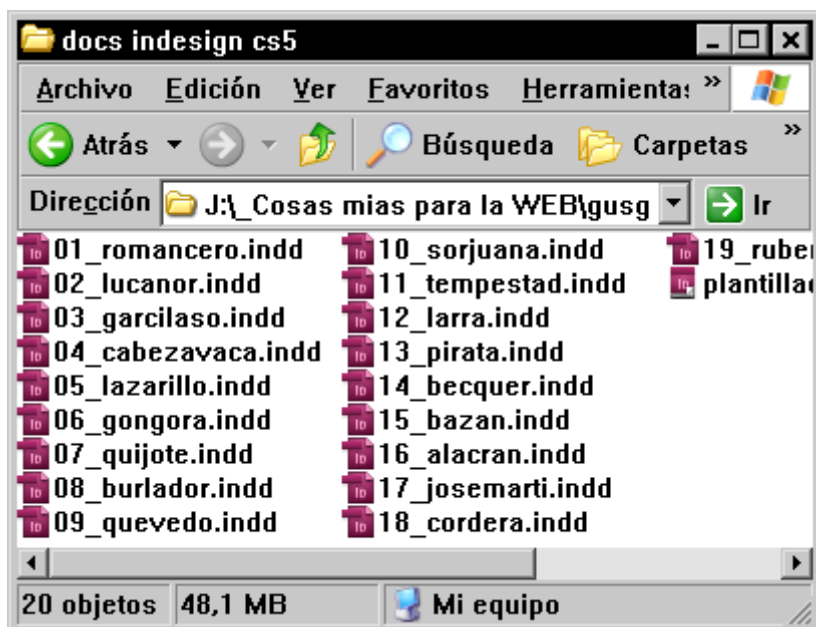 docs indesign cs5
Archivo Edición Ver Favoritos Herramientas »
Atrás Búsqueda Carpetas »
Dirección J:\_Cosas mias para la WEB\gusg Ir
01_romancero.indd 10_sorjuana.indd 19_rube
02_lucanor.indd 11_tempestad.indd plantilla
03_garcilaso.indd 12_larra.indd
04_cabezavaca.indd 13_pirata.indd
05_lazarillo.indd 14_becquer.indd
06_gongora.indd 15_bazan.indd
07_quijote.indd 16_alacran.indd
08_burlador.indd 17_josemarti.indd
09_quevedo.indd 18_cordera.indd
20 objetos 48,1 MB Mi equipo